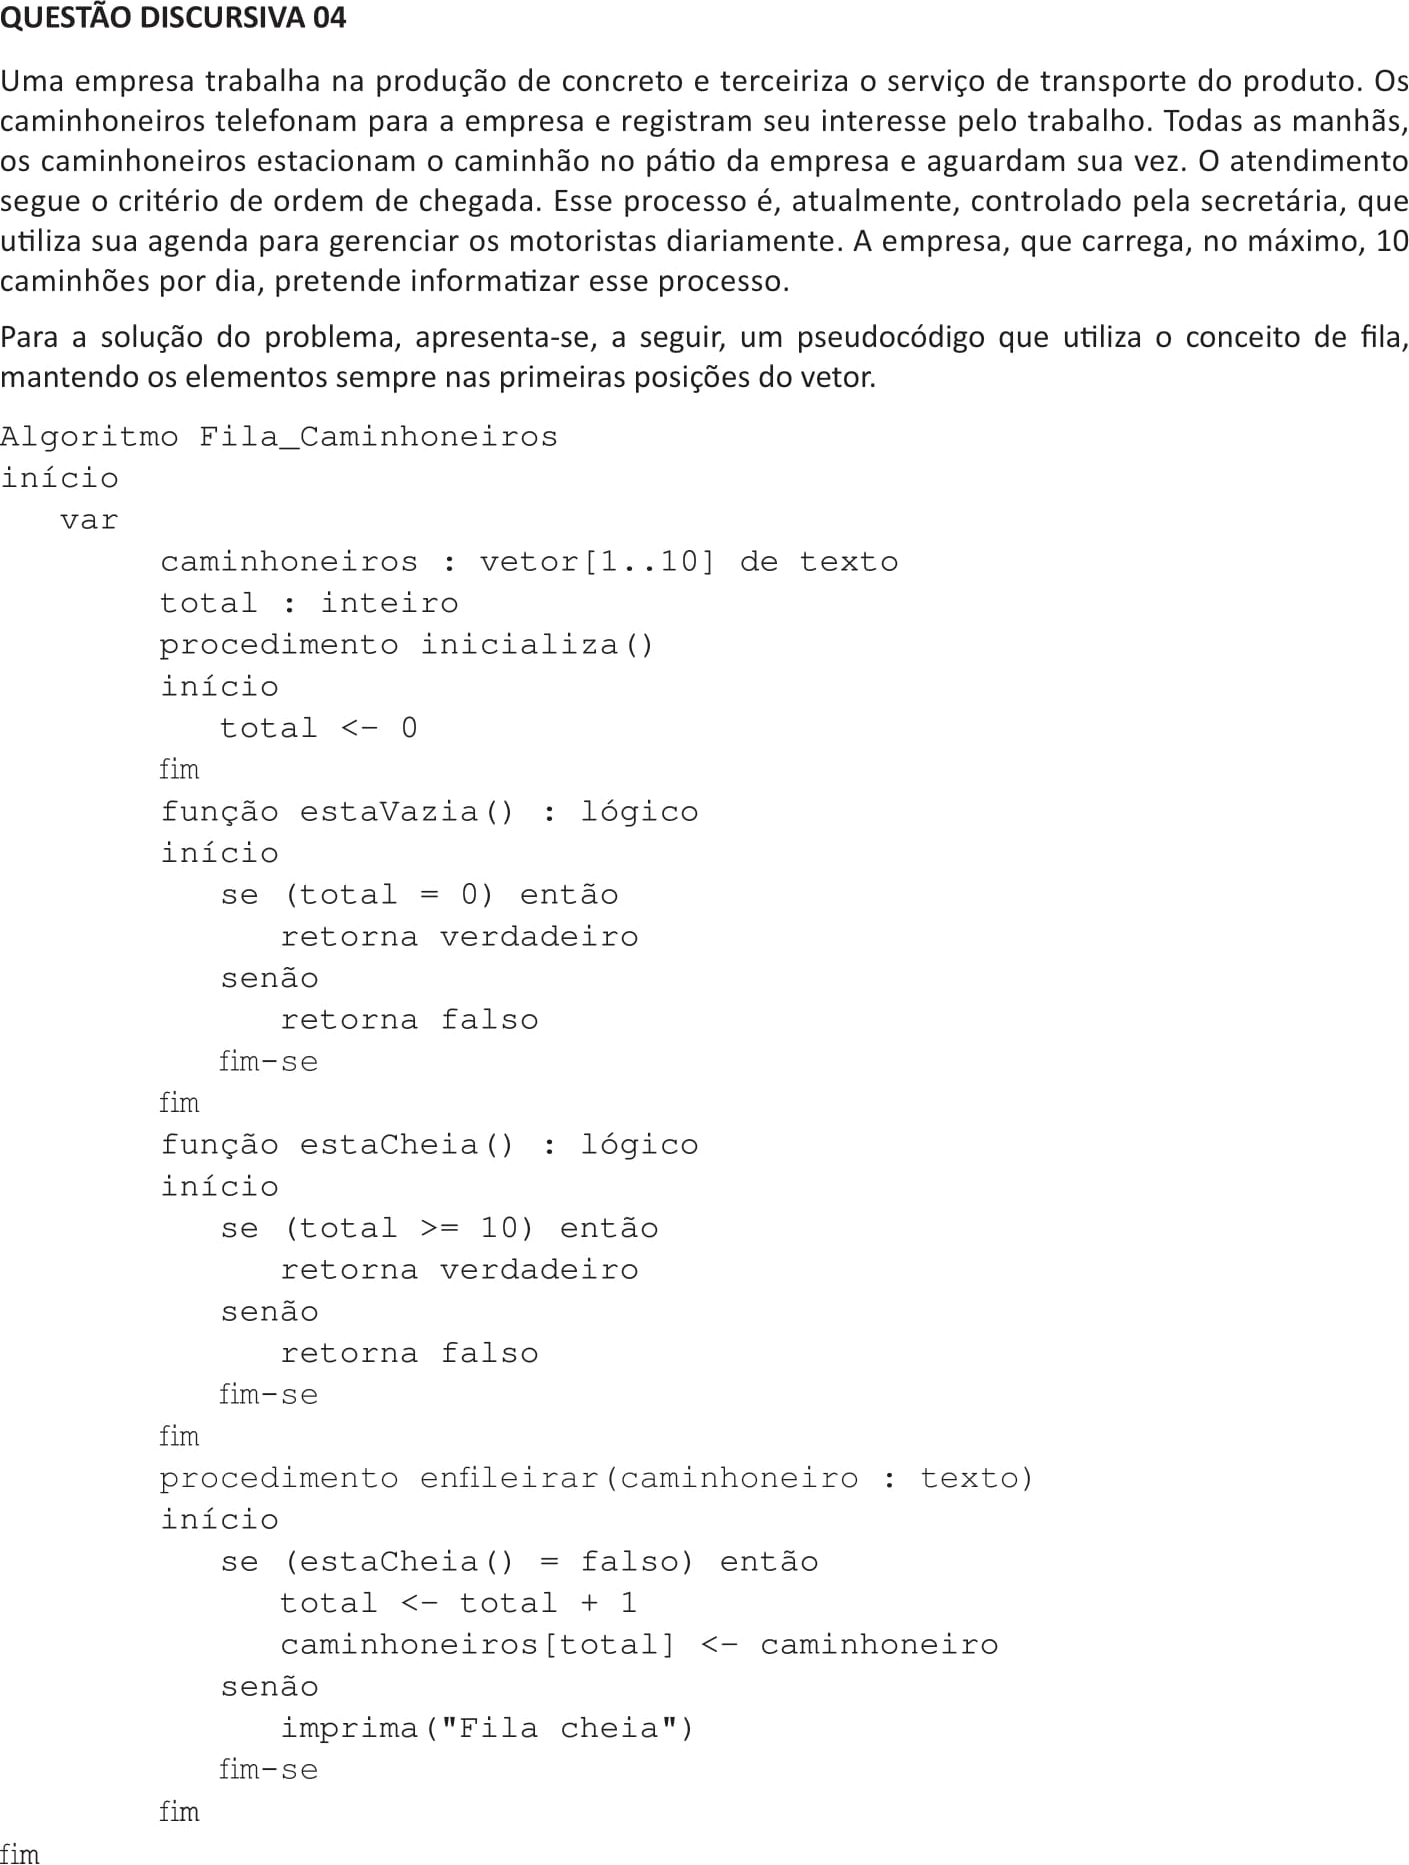 QUESTÃO DISCURSIVA 04
Uma empresa trabalha na produção de concreto e terceiriza o serviço de transporte do produto. Os
caminhoneiros telefonam para a empresa e registram seu interesse pelo trabalho. Todas as manhãs,
os caminhoneiros estacionam o caminhão no pátio da empresa e aguardam sua vez. O atendimento
segue o critério de ordem de chegada. Esse processo é, atualmente, controlado pela secretária, que
utiliza sua agenda para gerenciar os motoristas diariamente. A empresa, que carrega, no máximo, 10
caminhões por dia, pretende informatizar esse processo.
Para a solução do problema, apresenta-se, a seguir, um pseudocódigo que utiliza o conceito de fila,
mantendo os elementos sempre nas primeiras posições do vetor.
Algoritmo Fila_Caminhoneiros
início
var
caminhoneiros : vetor[1..10] de texto
total : inteiro
procedimento inicializa()
início
total <- 0
fim
função estaVazia() : lógico
início
se (total = 0) então
retorna verdadeiro
senão
retorna falso
fim-se
fim
função estaCheia() : lógico
início
se (total >= 10) então
retorna verdadeiro
senão
retorna falso
fim-se
fim
procedimento enfileirar(caminhoneiro : texto)
início
se (estaCheia() = falso) então
total <- total + 1
caminhoneiros[total] <- caminhoneiro
senão
imprima("Fila cheia")
fim-se
fim
fim